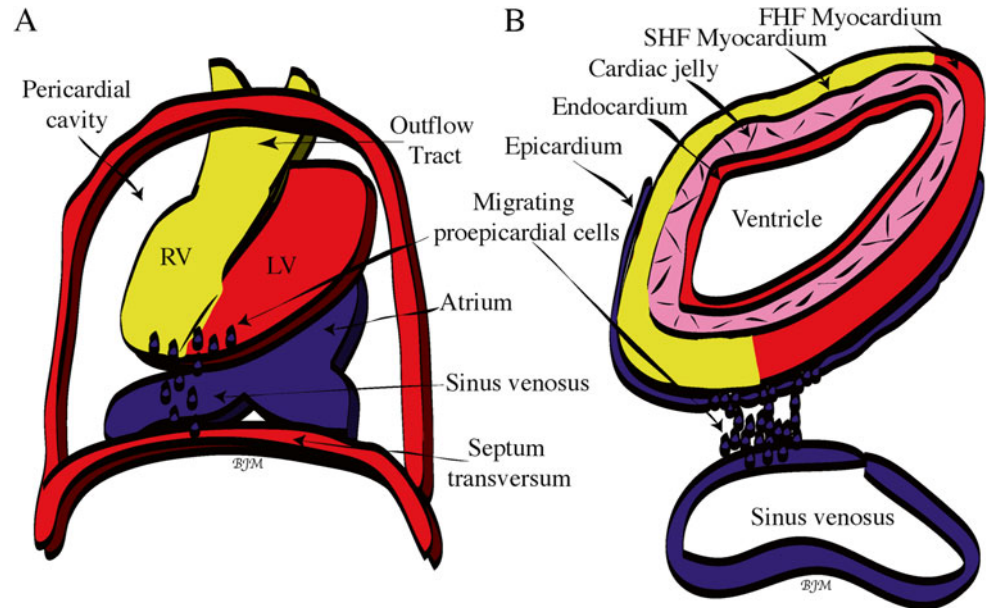 A
Pericardial
cavity
Outflow
Tract
RV
LV
Migrating
proepicardial cells
Atrium
Sinus venosus
Septum
transversum
BJM
B
FHF Myocardium
SHF Myocardium
Cardiac jelly
Endocardium
Epicardium
Ventricle
Sinus venosus
BJM